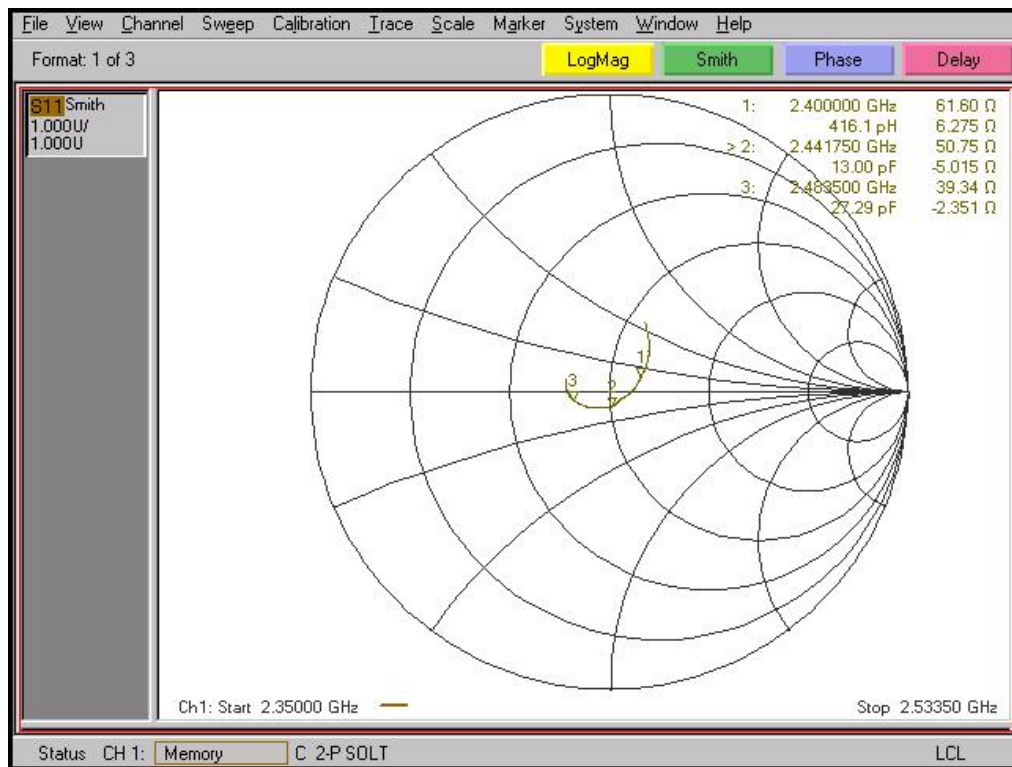 File View Channel Sweep Calibration Trace Scale Marker System Window Help
Format: 1 of 3 LogMag Smith Phase Delay
S11 Smith
1.000U/
1.000U
1: 2.400000 GHz 61.60 Ω
416.1 pH 6.275 Ω
> 2: 2.441750 GHz 50.75 Ω
13.00 pF -5.015 Ω
3: 2.483500 GHz 39.34 Ω
27.29 pF -2.351 Ω
1
3
2
Ch1: Start 2.35000 GHz Stop 2.53350 GHz
Status CH 1: Memory C 2-P SOLT LCL